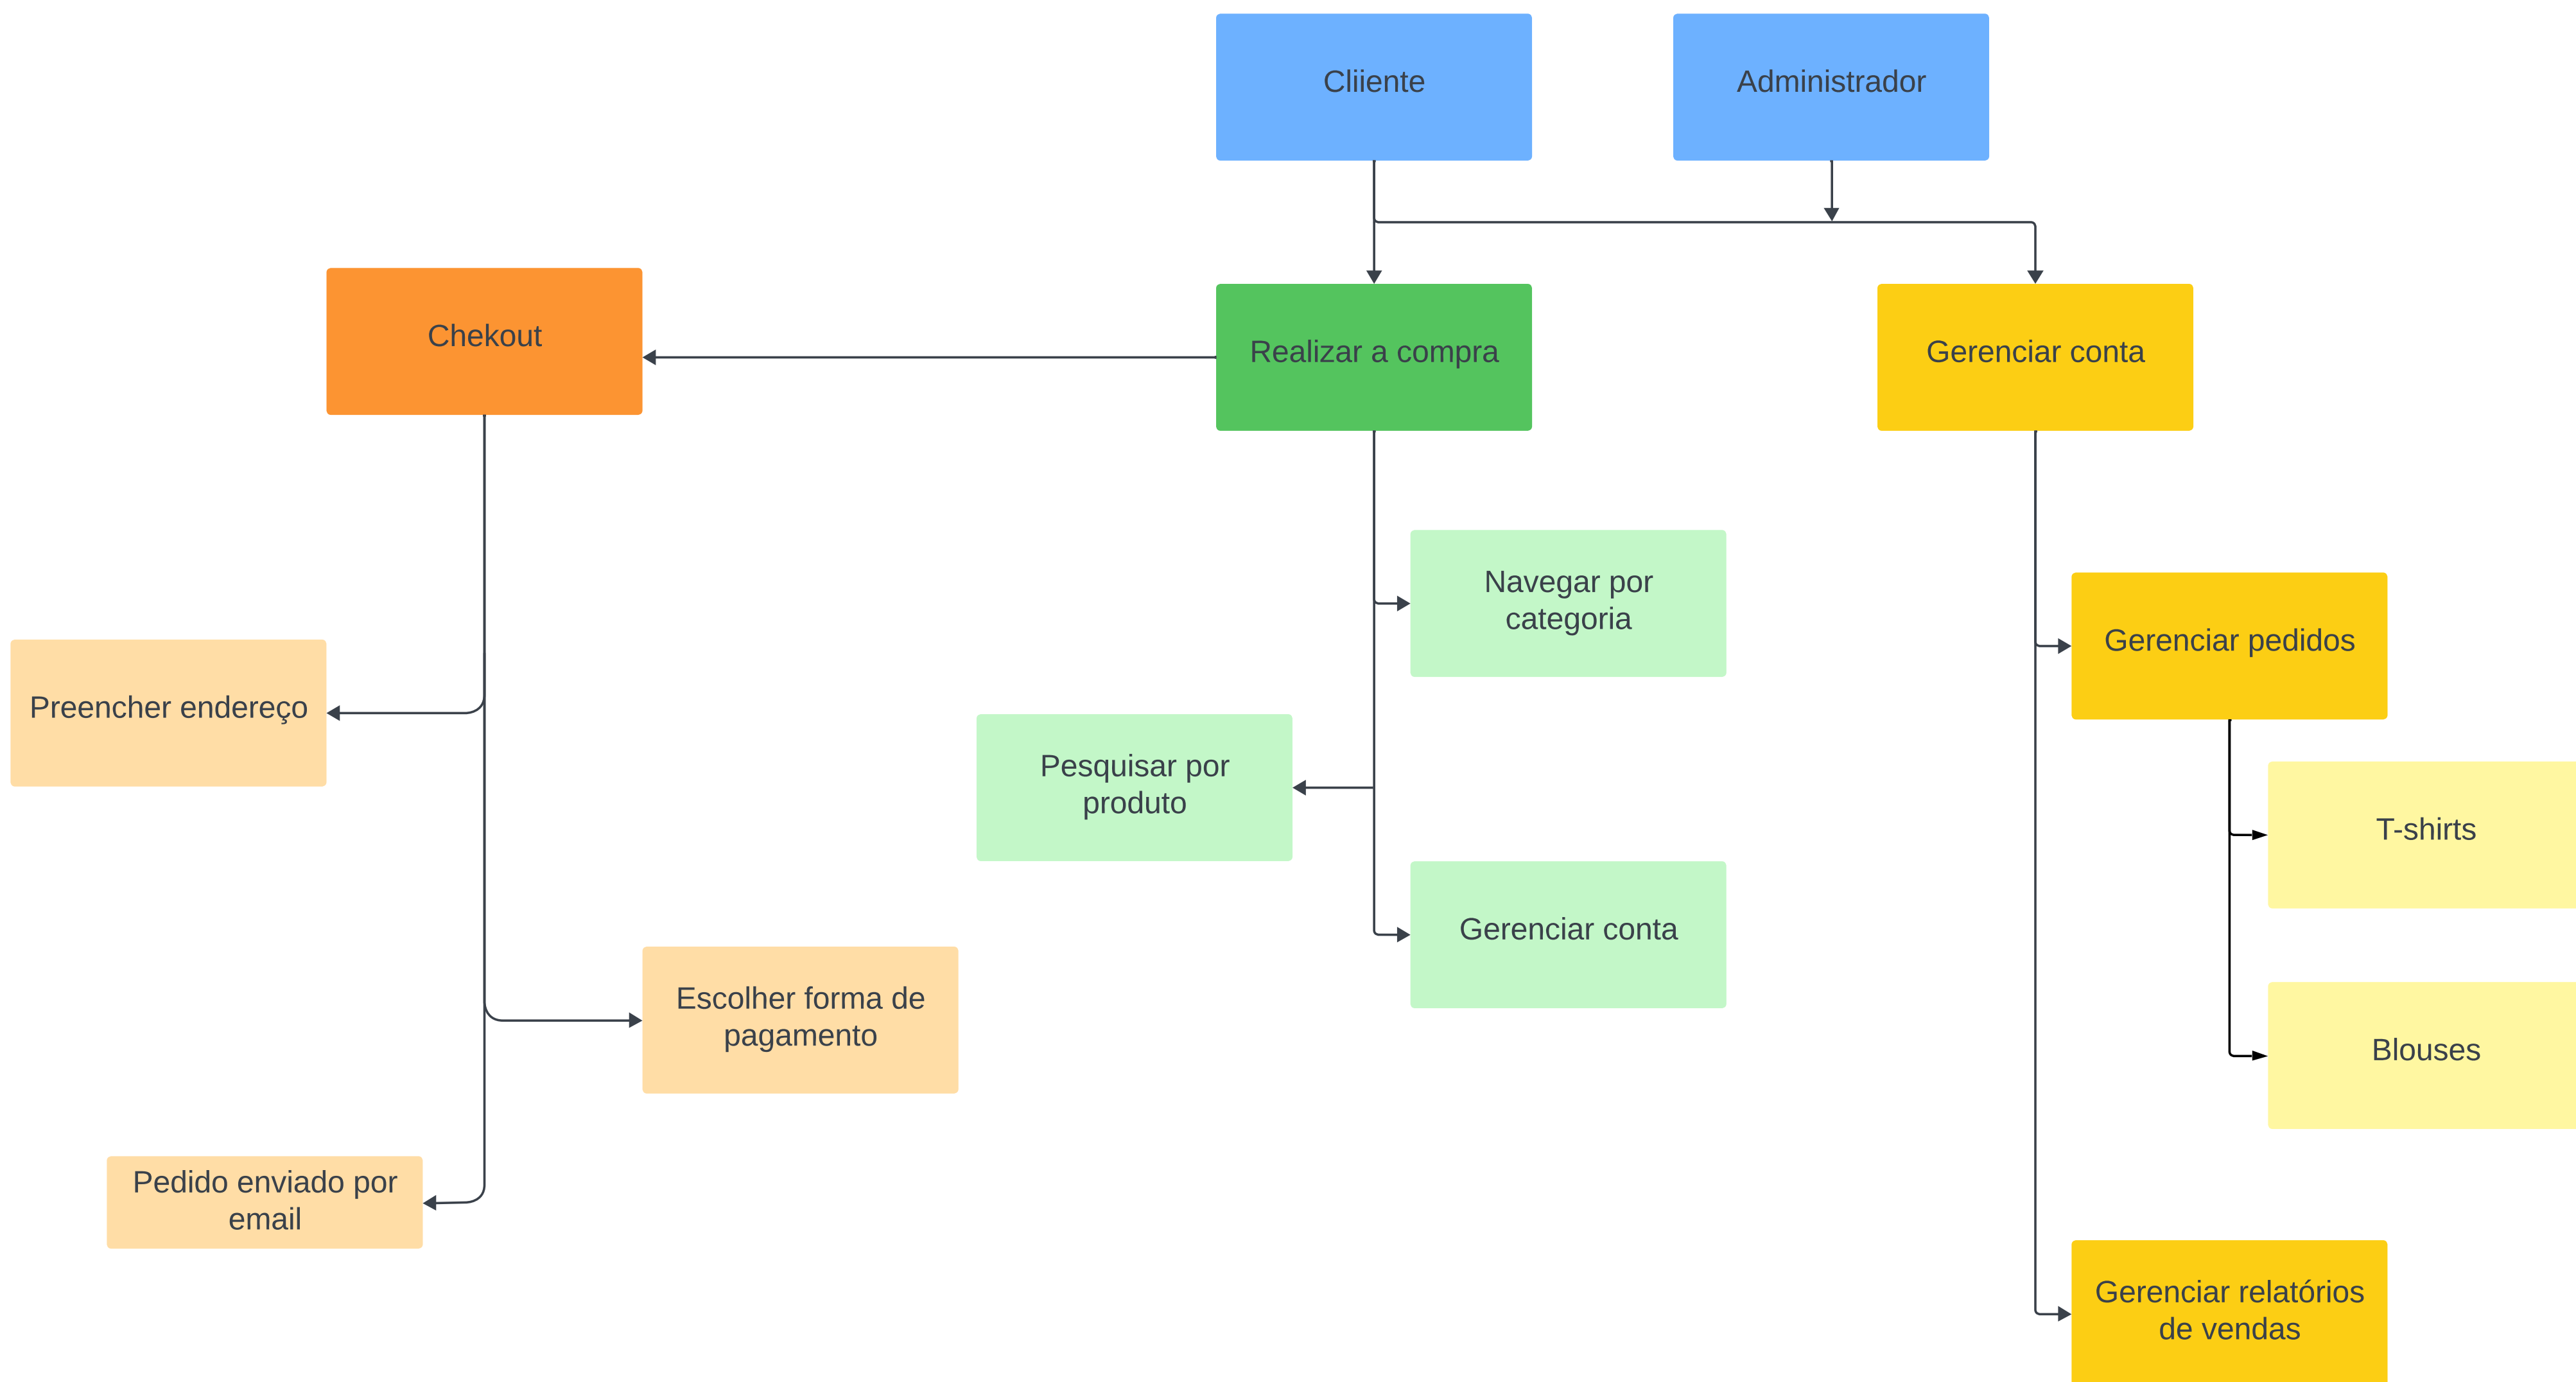 Cliiente
Administrador
Chekout
Realizar a compra
Gerenciar conta
Navegar por
categoria
Gerenciar pedidos
Preencher endereço
Pesquisar por
produto
T-shirts
Gerenciar conta
Escolher forma de
pagamento
Blouses
Pedido enviado por
email
Gerenciar relatórios
de vendas